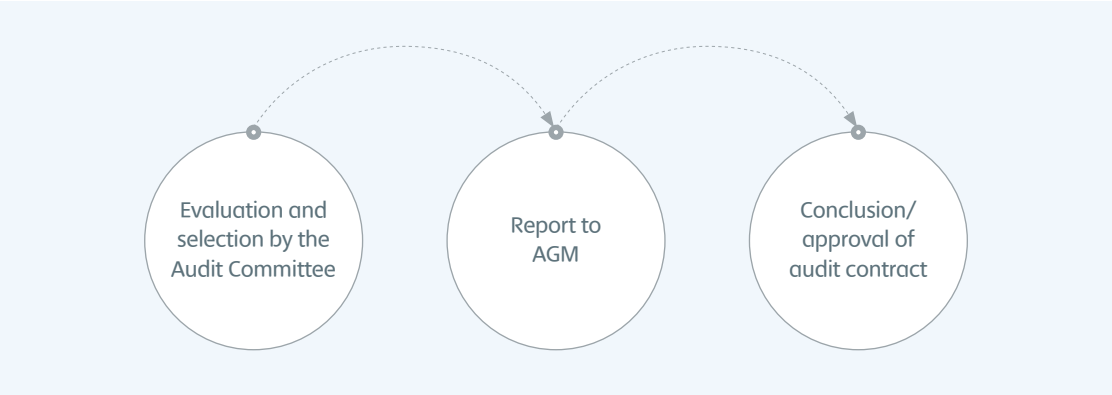 Evaluation and
selection by the
Audit Committee
Report to
AGM
Conclusion/
approval of
audit contract